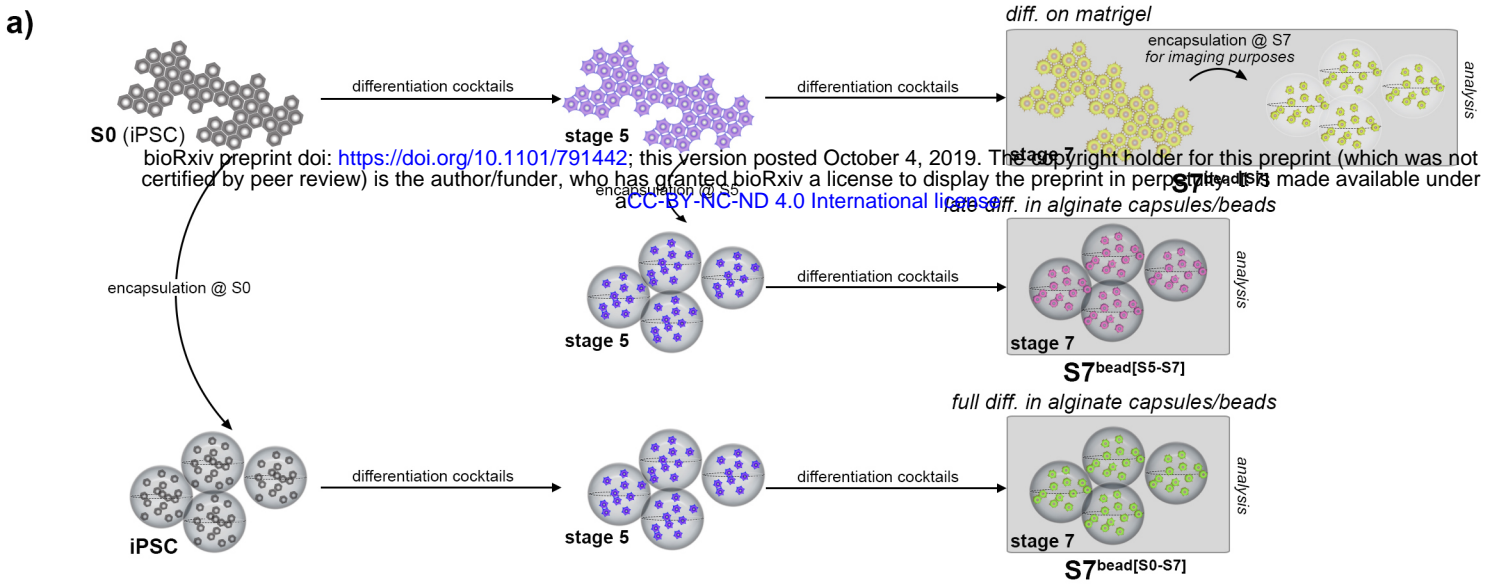 a)
diff. on matrigel
encapsulation @ S7
for imaging purposes
differentiation cocktails
differentiation cocktails
analysis
S0 (iPSC)
stage 5
stage 7
bioRxiv preprint doi: https://doi.org/10.1101/791442; this version posted October 4, 2019. The copyright holder for this preprint (which was not
certified by peer review) is the author/funder, who has granted bioRxiv a license to display the preprint in perpetuity. It is made available under
aCC-BY-NC-ND 4.0 International license.
S7bead[S7]
encapsulation @ S5
late diff. in alginate capsules/beads
differentiation cocktails
analysis
encapsulation @ S0
stage 5
stage 7
S7bead[S5-S7]
full diff. in alginate capsules/beads
differentiation cocktails
differentiation cocktails
analysis
iPSC
stage 5
stage 7
S7bead[S0-S7]